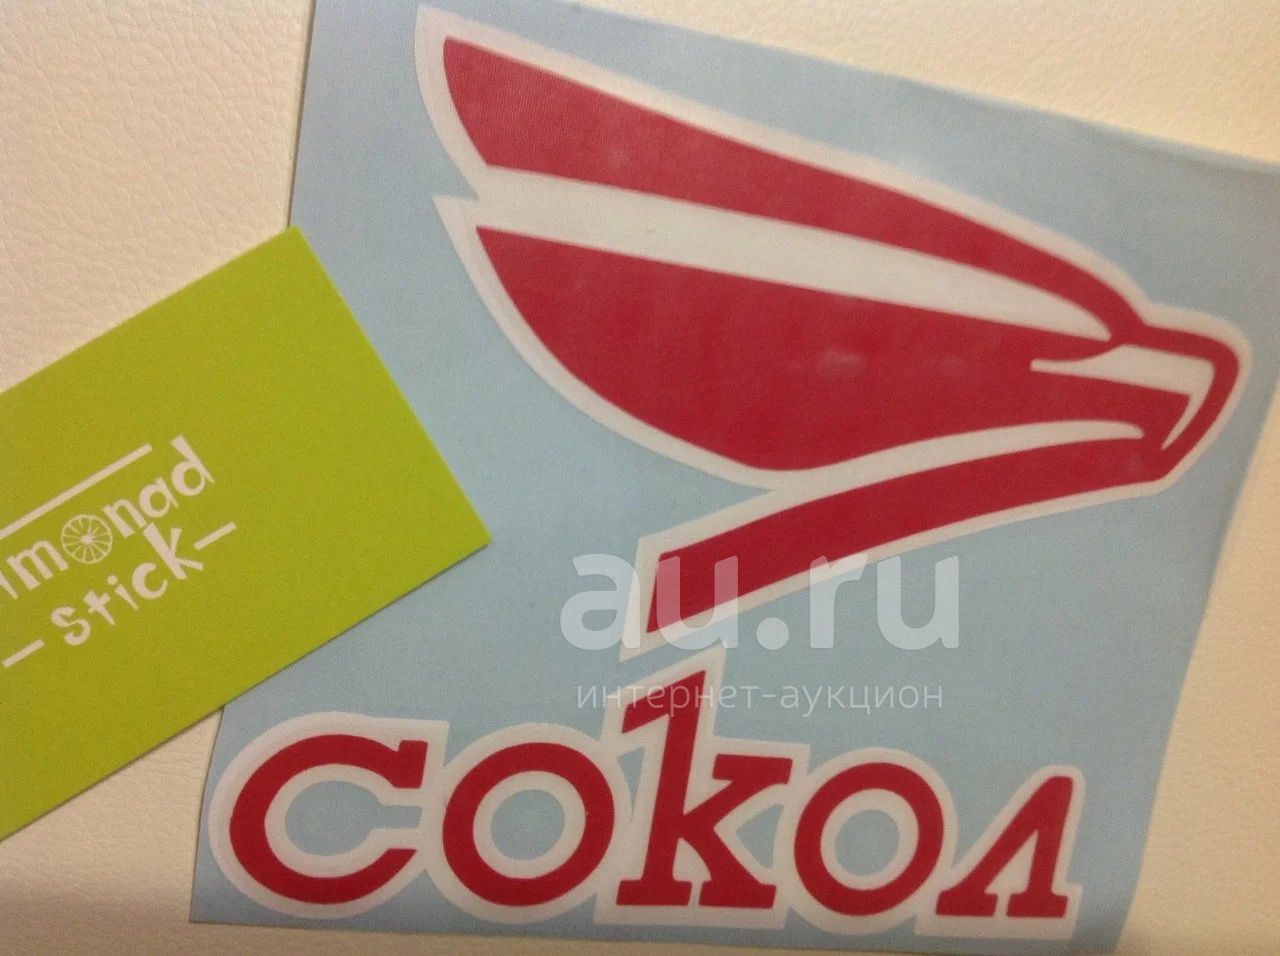 limonad
stick
au.ru
интернет-аукцион
сокол